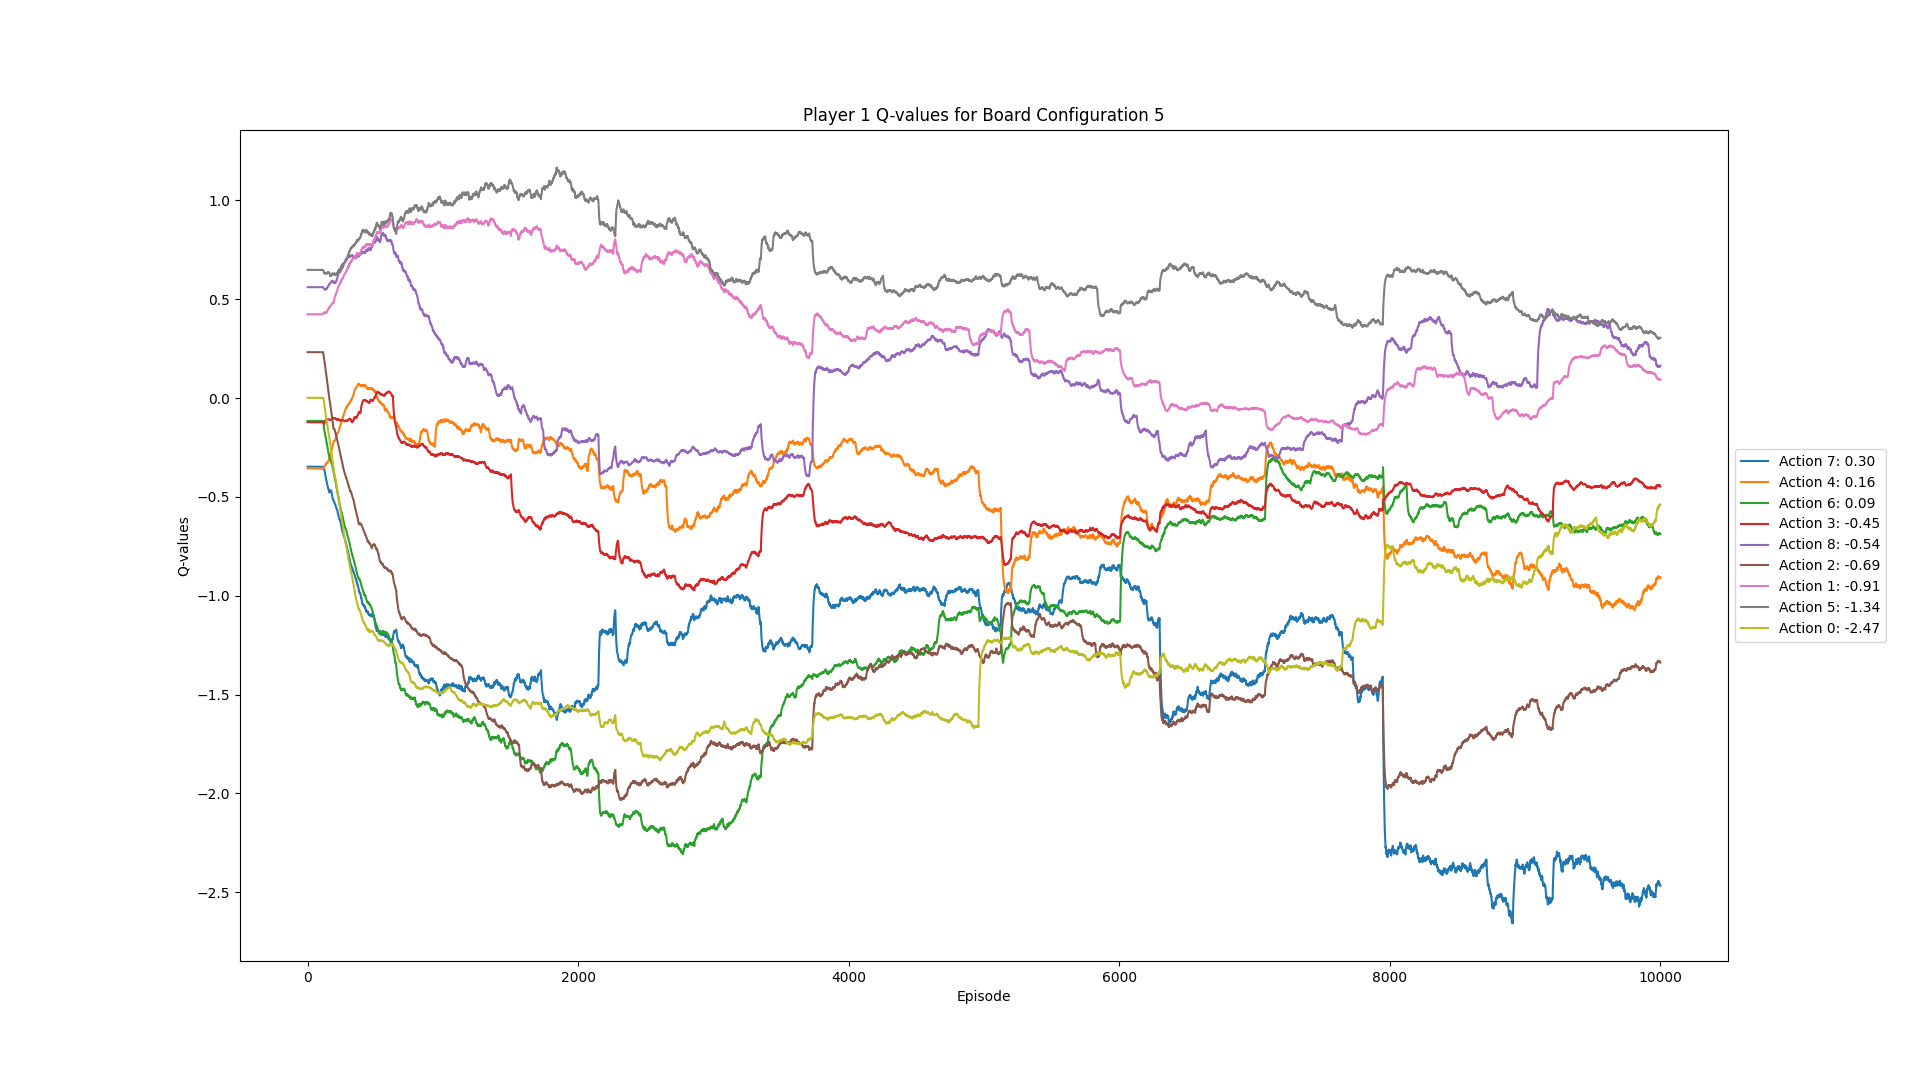 Player 1 Q-values for Board Configuration 5
Q-values
1.0
0.5
0.0
−0.5
−1.0
−1.5
−2.0
−2.5
0
2000
4000
6000
8000
10000
Episode
Action 7: 0.30
Action 4: 0.16
Action 6: 0.09
Action 3: -0.45
Action 8: -0.54
Action 2: -0.69
Action 1: -0.91
Action 5: -1.34
Action 0: -2.47